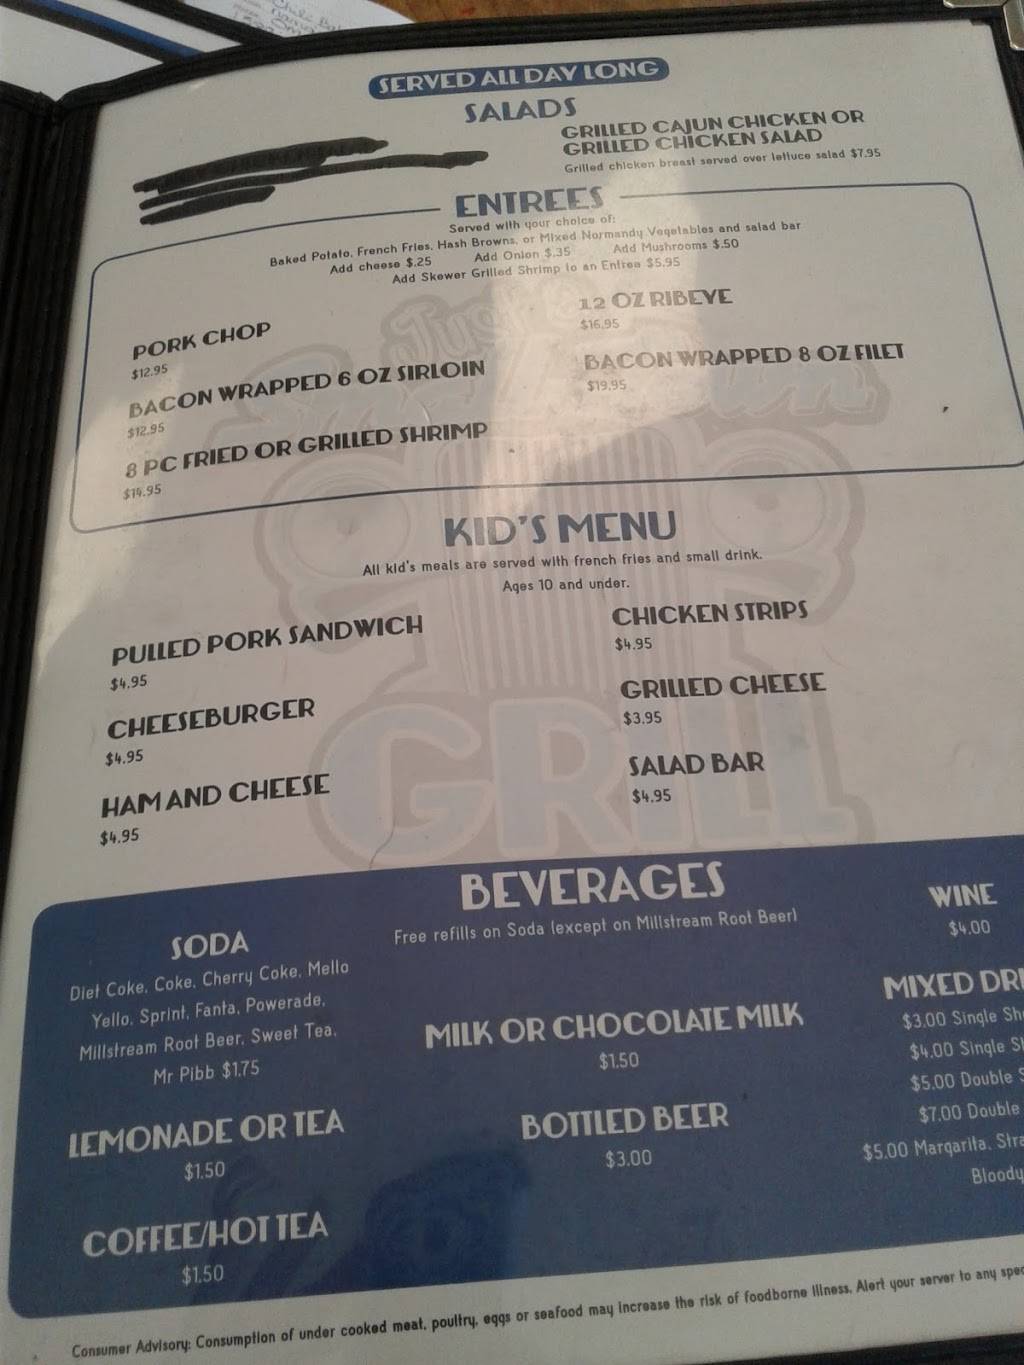 SERVED ALL DAY LONG
SALADS
GRILLED CAJUN CHICKEN OR
GRILLED CHICKEN SALAD
Grilled chicken breast served over lettuce salad $7.95
ENTREES
Served with your choice of:
Baked Potato, French Fries, Hash Browns, or Mixed Normandy Vegetables and salad bar
Add cheese $.25 Add Onion $.35 Add Mushrooms $.50
Add Skewer Grilled Shrimp to an Entree $5.95
PORK CHOP
$12.95
BACON WRAPPED 6 OZ SIRLOIN
$12.95
8 PC FRIED OR GRILLED SHRIMP
$14.95
12 OZ RIBEYE
$16.95
BACON WRAPPED 8 OZ FILET
$19.95
KID'S MENU
All kid's meals are served with french fries and small drink.
Ages 10 and under.
PULLED PORK SANDWICH
$4.95
CHEESEBURGER
$4.95
HAM AND CHEESE
$4.95
CHICKEN STRIPS
$4.95
GRILLED CHEESE
$3.95
SALAD BAR
$4.95
GRILL
BEVERAGES
Free refills on Soda (except on Millstream Root Beer)
SODA
Diet Coke, Coke, Cherry Coke, Mello
Yello, Sprint, Fanta, Powerade,
Millstream Root Beer, Sweet Tea,
Mr Pibb $1.75
LEMONADE OR TEA
$1.50
COFFEE/HOT TEA
$1.50
MILK OR CHOCOLATE MILK
$1.50
BOTTLED BEER
$3.00
WINE
$4.00
MIXED
$3.00 Single
$4.00 Single
$5.00 Double
$7.00 Double
$5.00 Margarita,
Bloody
Consumer Advisory: Consumption of under cooked meat, poultry, eggs or seafood may increase the risk of foodborne illness. Alert your server to any